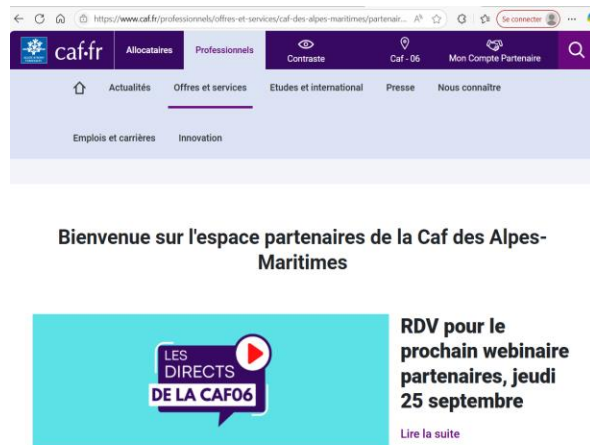 https://www.caf.fr/professionnels/offres-et-services/caf-des-alpes-maritimes/partenair...
Se connecter
caf·fr
Allocataires
Professionnels
Contraste
Caf - 06
Mon Compte Partenaire
Actualités
Offres et services
Etudes et international
Presse
Nous connaître
Emplois et carrières
Innovation
Bienvenue sur l'espace partenaires de la Caf des Alpes-
Maritimes
LES
DIRECTS
DE LA CAF06
RDV pour le
prochain webinaire
partenaires, jeudi
25 septembre
Lire la suite